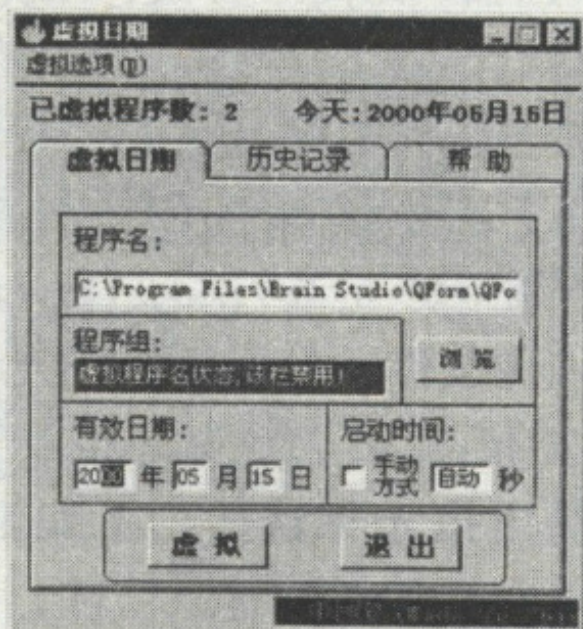 虚拟日期
虚拟选项(P)
已虚拟程序数: 2 今天:2000年05月15日
虚拟日期 历史记录 帮助
程序名:
C:\Program Files\Brain Studio\QForm\QFo
程序组:
虚拟程序名状态,该栏禁用!
浏览
有效日期: 启动时间:
2000 年 05 月 15 日 手动方式 自动 秒
虚拟 退出